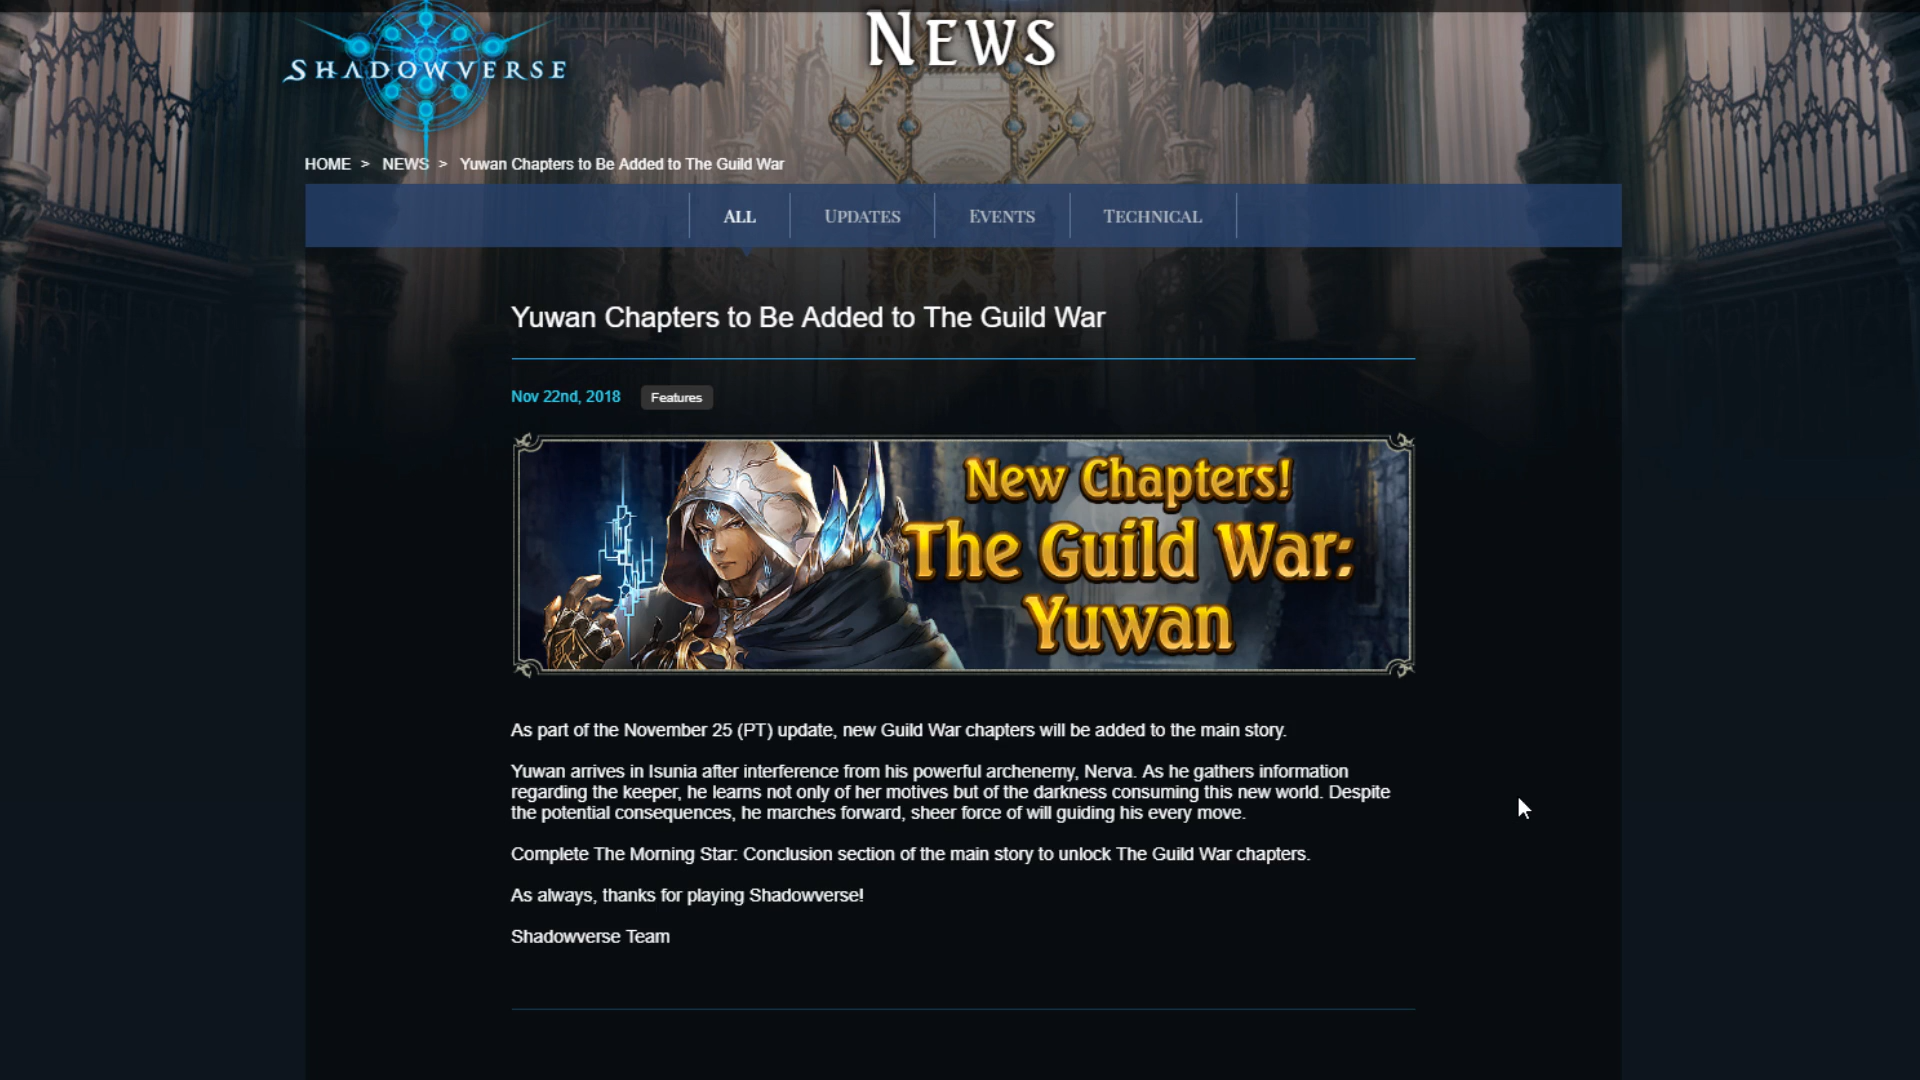 NEWS
SHADOWVERSE
HOME > NEWS > Yuwan Chapters to Be Added to The Guild War
ALL UPDATES EVENTS TECHNICAL
Yuwan Chapters to Be Added to The Guild War
Nov 22nd, 2018 Features
New Chapters!
The Guild War:
Yuwan
As part of the November 25 (PT) update, new Guild War chapters will be added to the main story.
Yuwan arrives in Isunia after interference from his powerful archenemy, Nerva. As he gathers information
regarding the keeper, he learns not only of her motives but of the darkness consuming this new world. Despite
the potential consequences, he marches forward, sheer force of will guiding his every move.
Complete The Morning Star: Conclusion section of the main story to unlock The Guild War chapters.
As always, thanks for playing Shadowverse!
Shadowverse Team